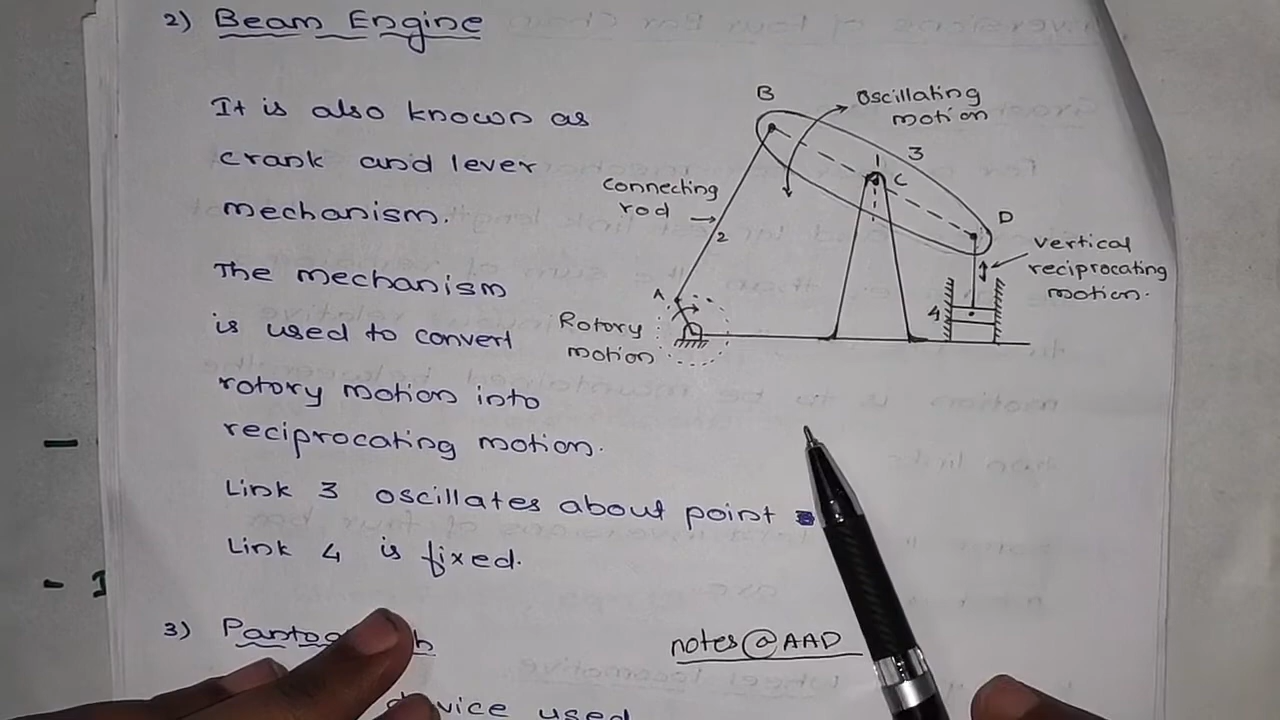 2) Beam Engine
It is also known as
crank and lever
mechanism.
The mechanism
is used to convert
rotory motion into
reciprocating motion.
Link 3 oscillates about point
Link 4 is fixed.
3)
notes@AAD
device used
B
Oscillating
motion
3
1
C
D
connecting
rod
2
A
Rotory
motion
vertical
reciprocating
motion.
4